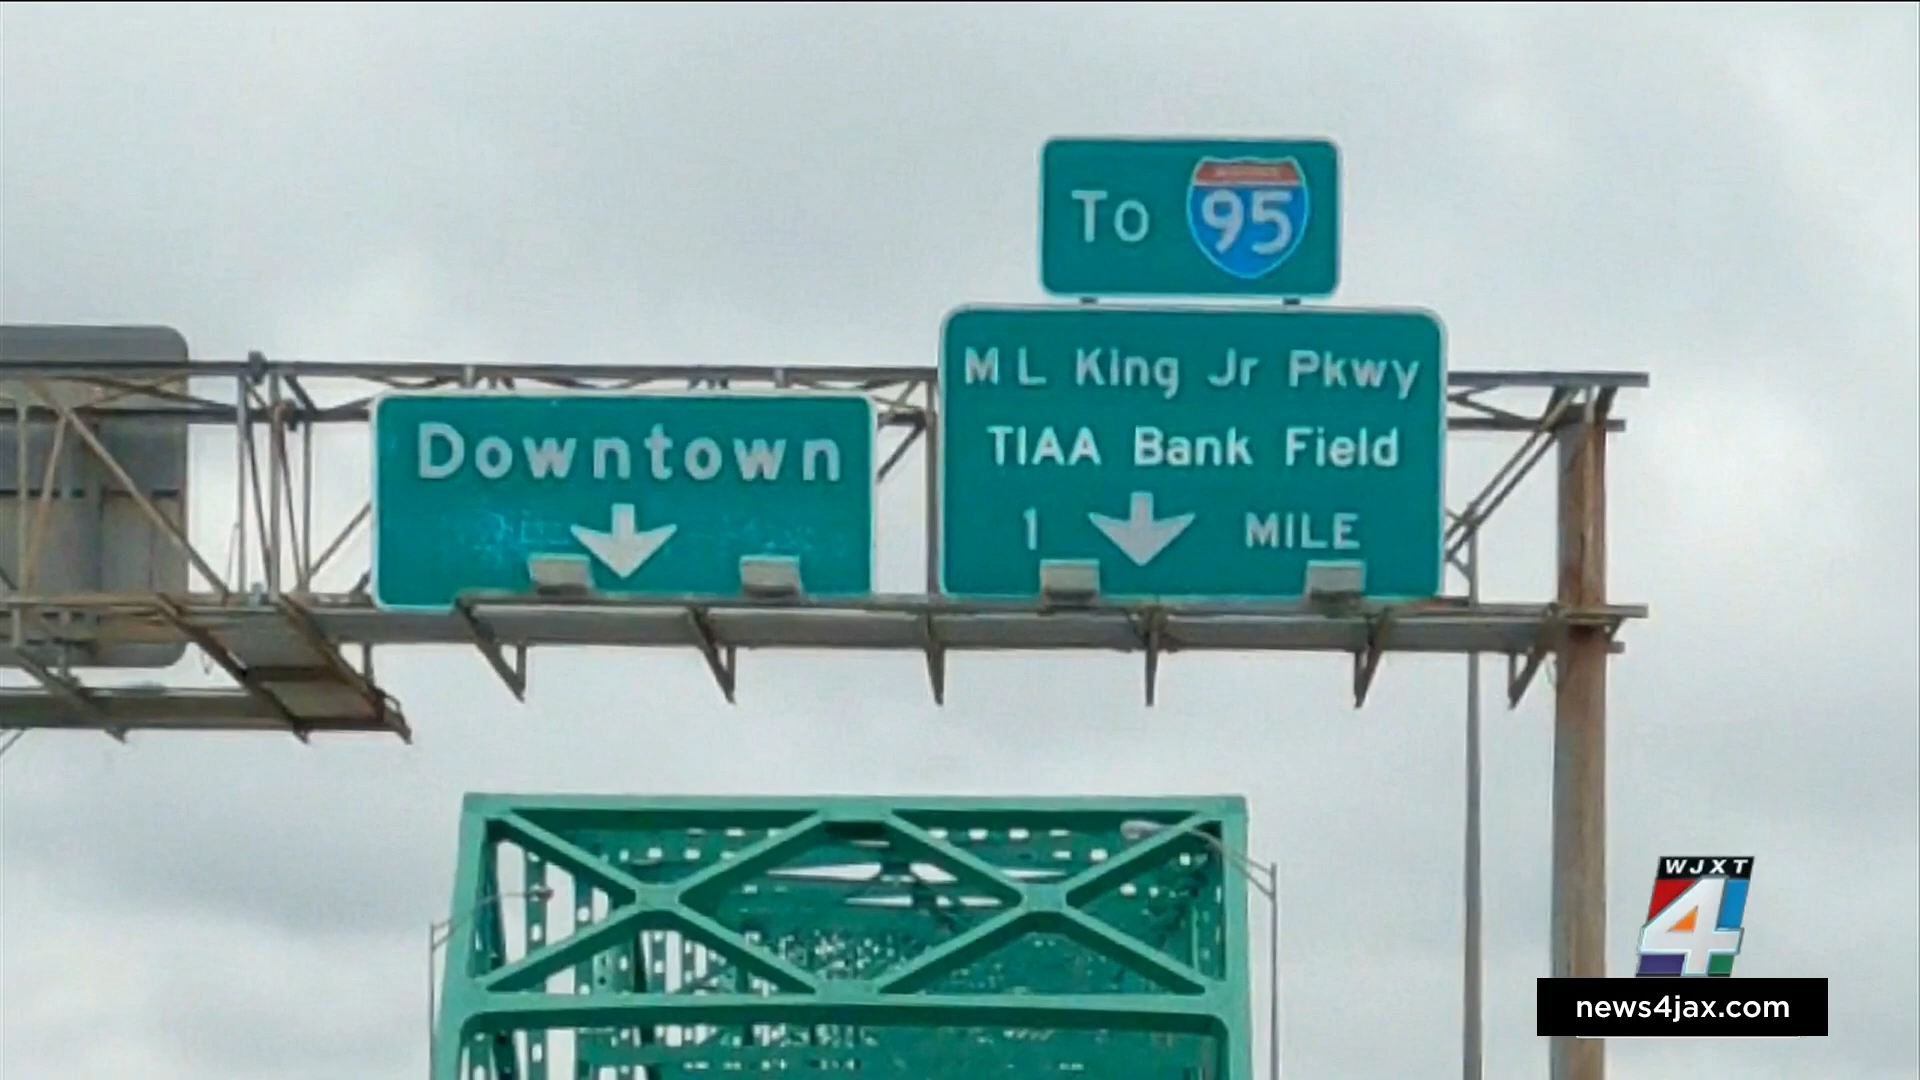 To 95
M L King Jr Pkwy
TIAA Bank Field
1 MILE
Downtown
WJXT
4
news4jax.com